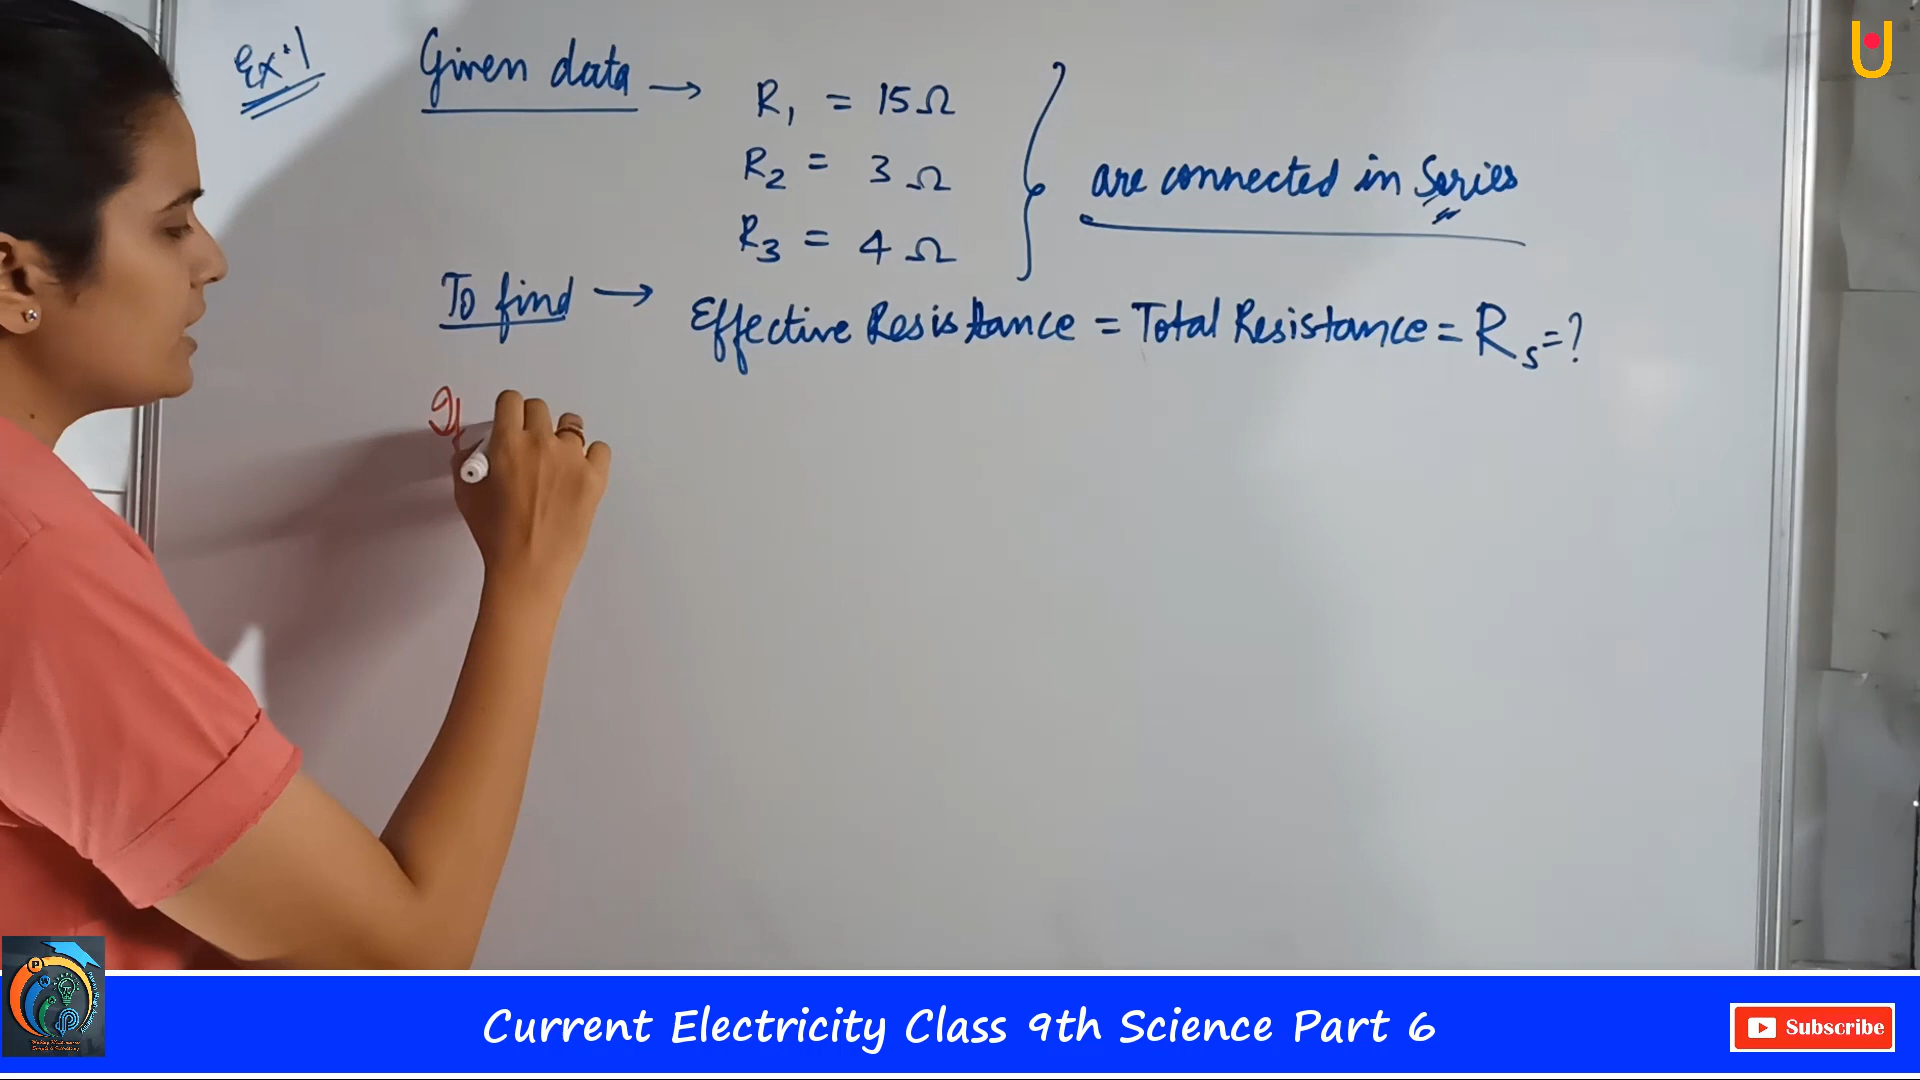 Ex.1
Given data → R1 = 15Ω
R2 = 3Ω
R3 = 4Ω
are connected in Series
To find → Effective Resistance = Total Resistance = Rs=?
Current Electricity Class 9th Science Part 6
Subscribe